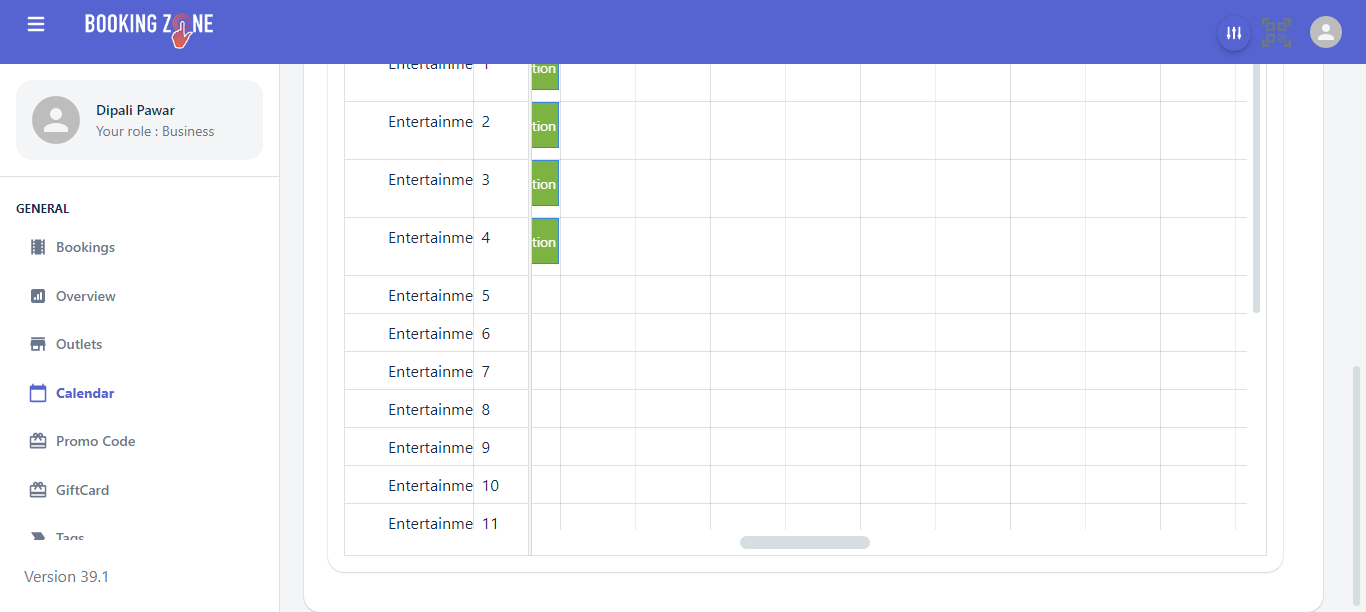 BOOKING ZONE
Dipali Pawar
Your role : Business
GENERAL
Bookings
Overview
Outlets
Calendar
Promo Code
GiftCard
Tags
Version 39.1
Entertainme 1 tion
Entertainme 2 tion
Entertainme 3 tion
Entertainme 4 tion
Entertainme 5
Entertainme 6
Entertainme 7
Entertainme 8
Entertainme 9
Entertainme 10
Entertainme 11